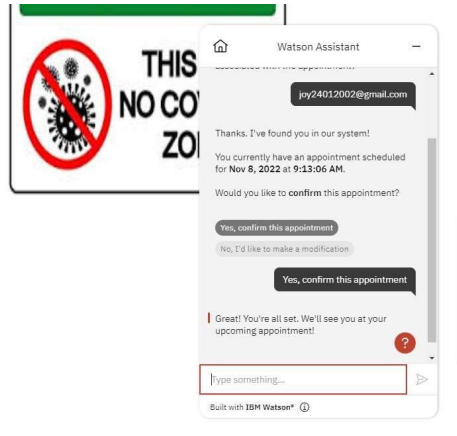 THIS
NO CO
ZO
Watson Assistant
joy24012002@gmail.com
Thanks. I've found you in our system!
You currently have an appointment scheduled
for Nov 8, 2022 at 9:13:06 AM.
Would you like to confirm this appointment?
Yes, confirm this appointment
No, I'd like to make a modification
Yes, confirm this appointment
Great! You're all set. We'll see you at your
upcoming appointment!
?
Type something...
Built with IBM Watson®